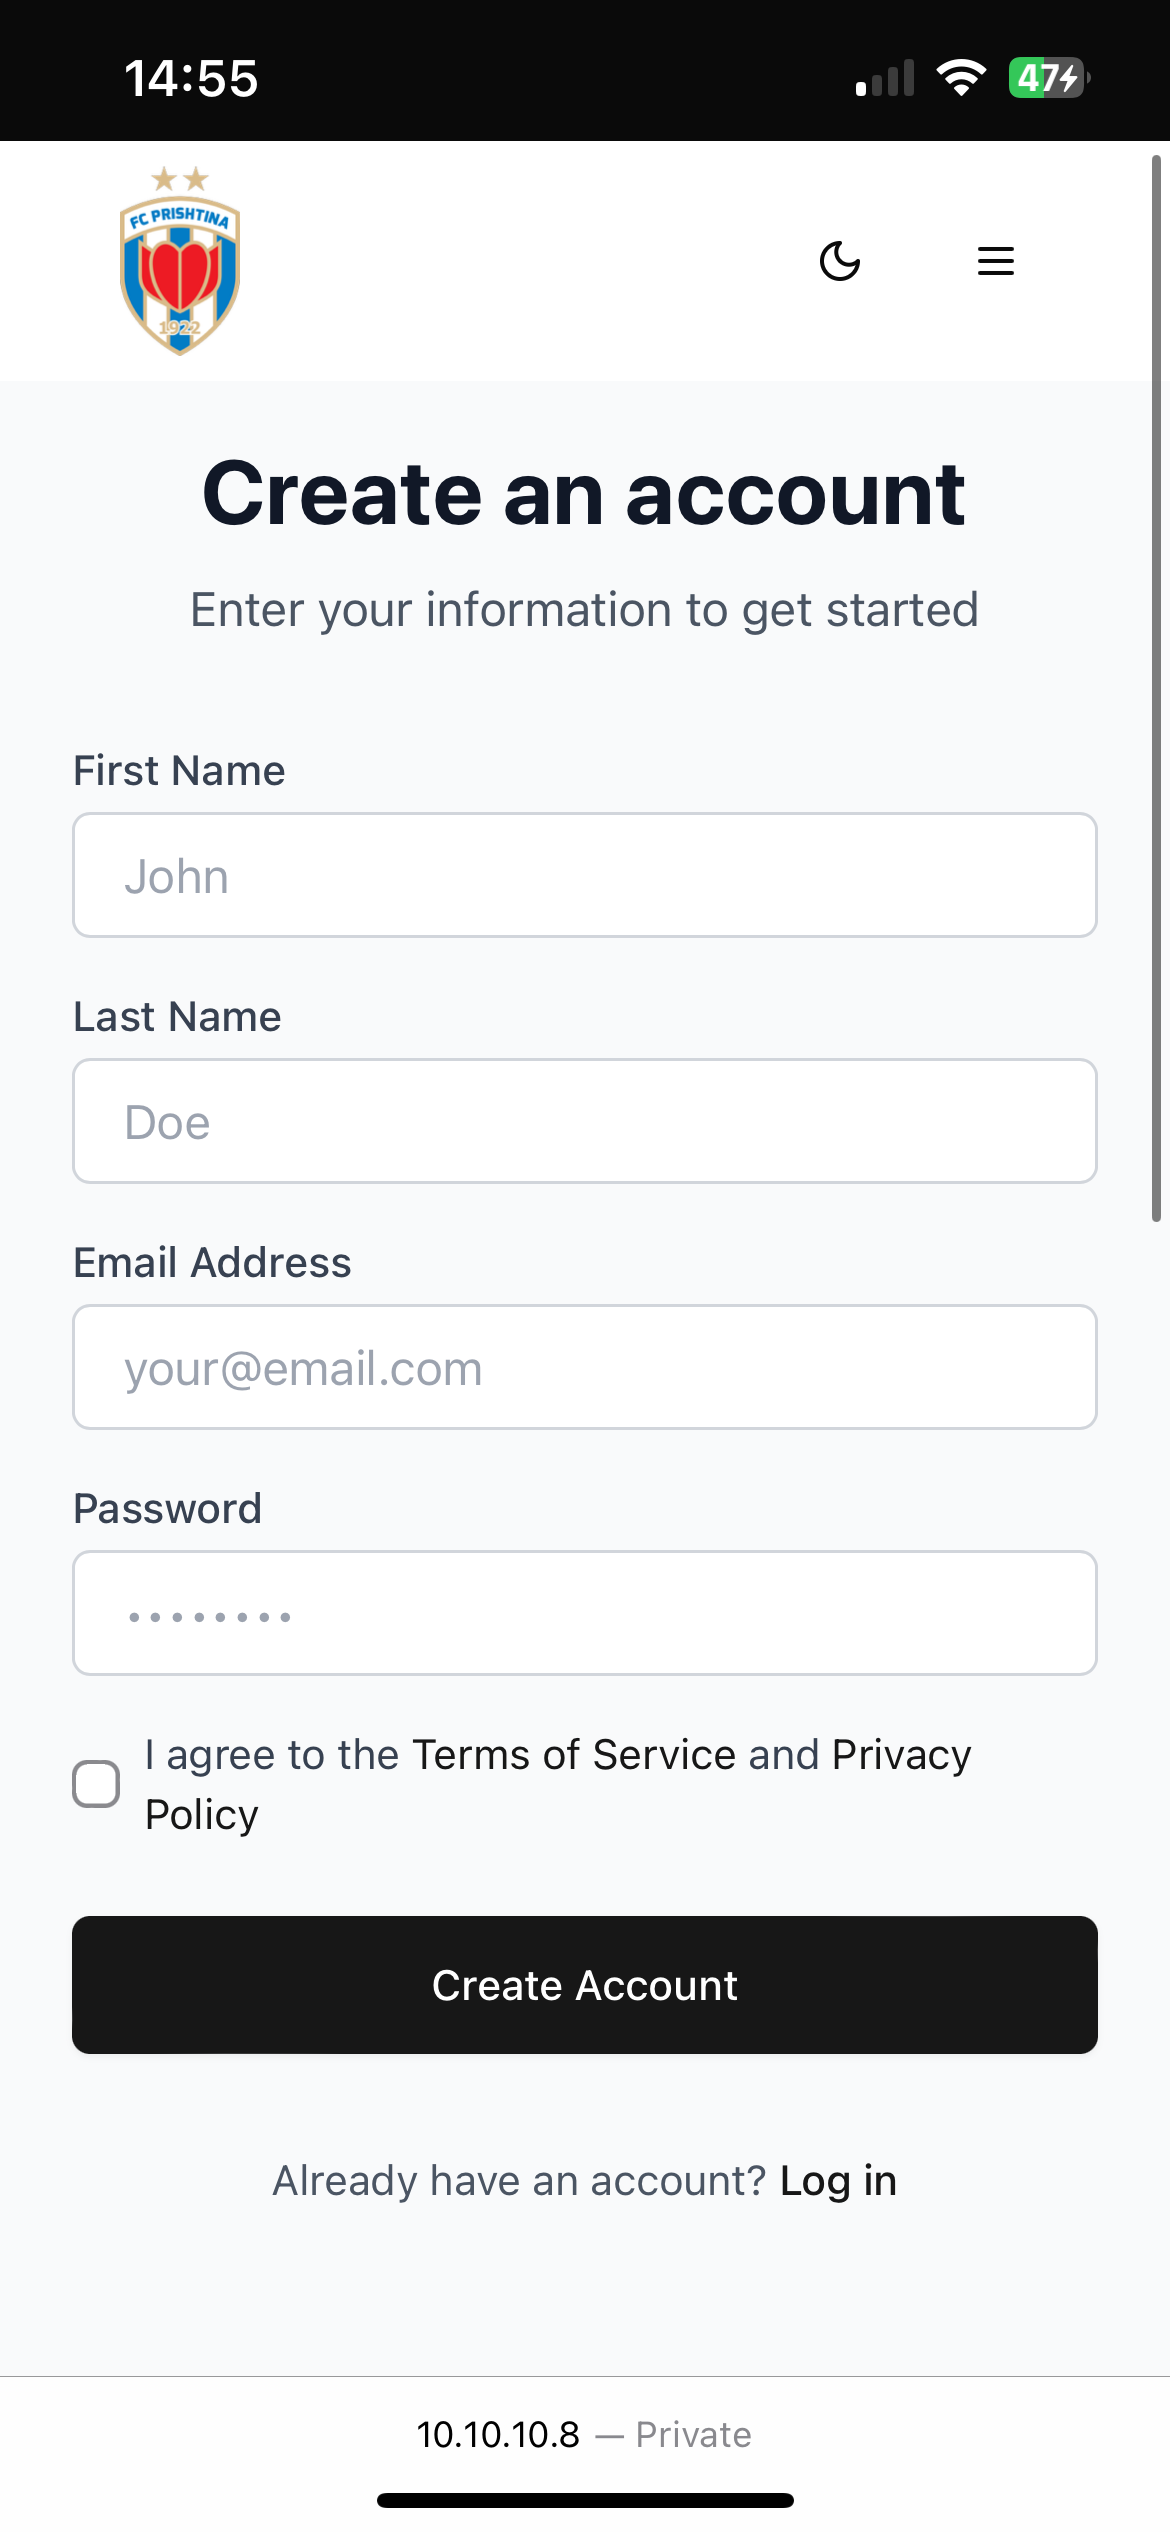 14:55
47
FC PRISHTINA
1922
Create an account
Enter your information to get started
First Name
John
Last Name
Doe
Email Address
your@email.com
Password
••••••••
I agree to the Terms of Service and Privacy
Policy
Create Account
Already have an account? Log in
10.10.10.8 — Private